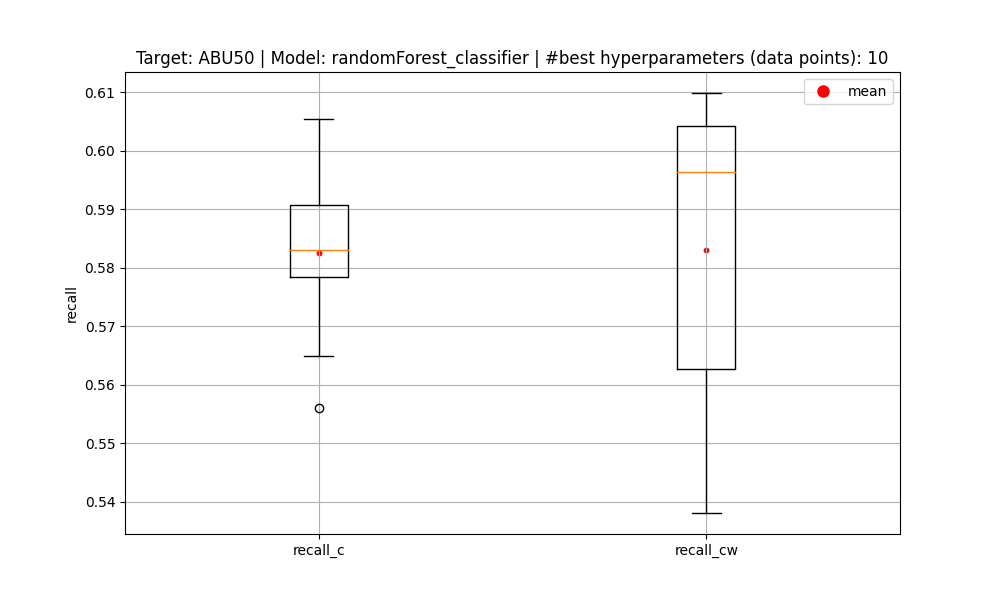 Target: ABU50 | Model: randomForest_classifier | #best hyperparameters (data points): 10
mean
0.61
0.60
0.59
0.58
0.57
0.56
0.55
0.54
recall
recall_c
recall_cw